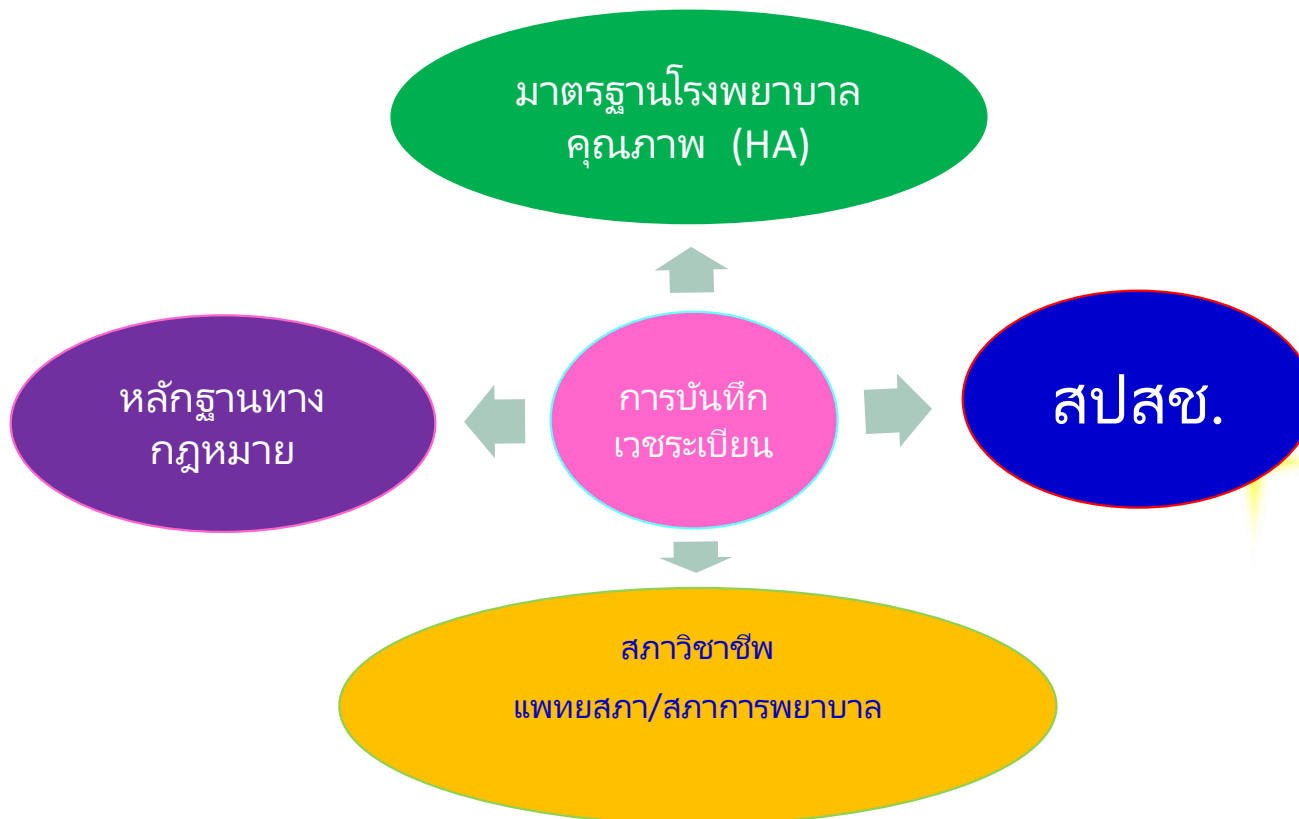 มาตรฐานโรงพยาบาล
คุณภาพ (HA)
หลักฐานทาง
กฎหมาย
การบันทึก
เวชระเบียน
สปสช.
สภาวิชาชีพ
แพทยสภา/สภาการพยาบาล